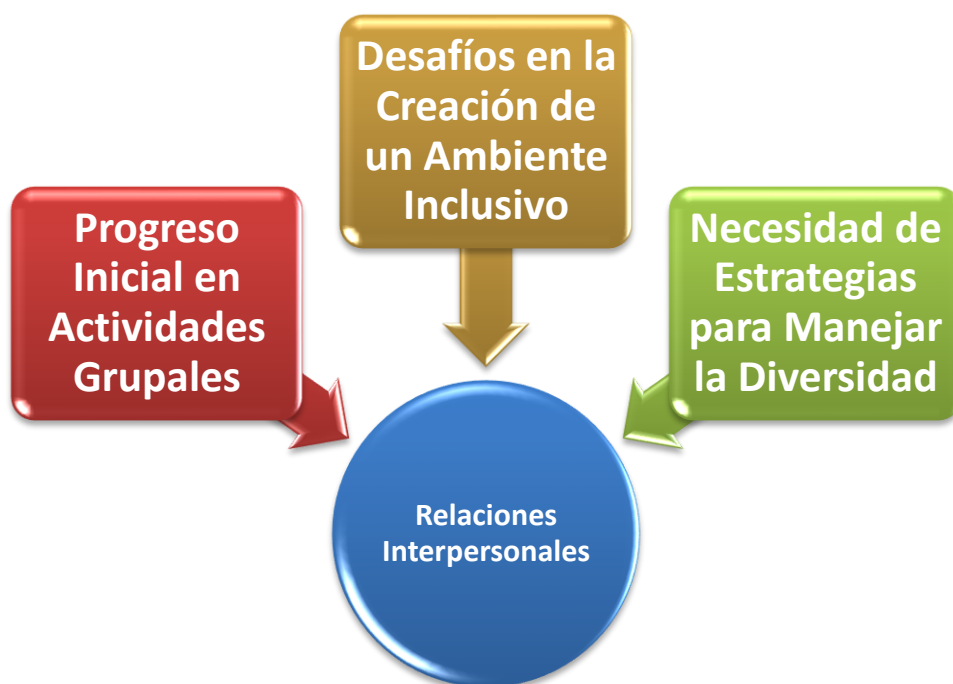 Desafíos en la
Creación de
un Ambiente
Inclusivo
Progreso
Inicial en
Actividades
Grupales
Necesidad de
Estrategias
para Manejar
la Diversidad
Relaciones
Interpersonales